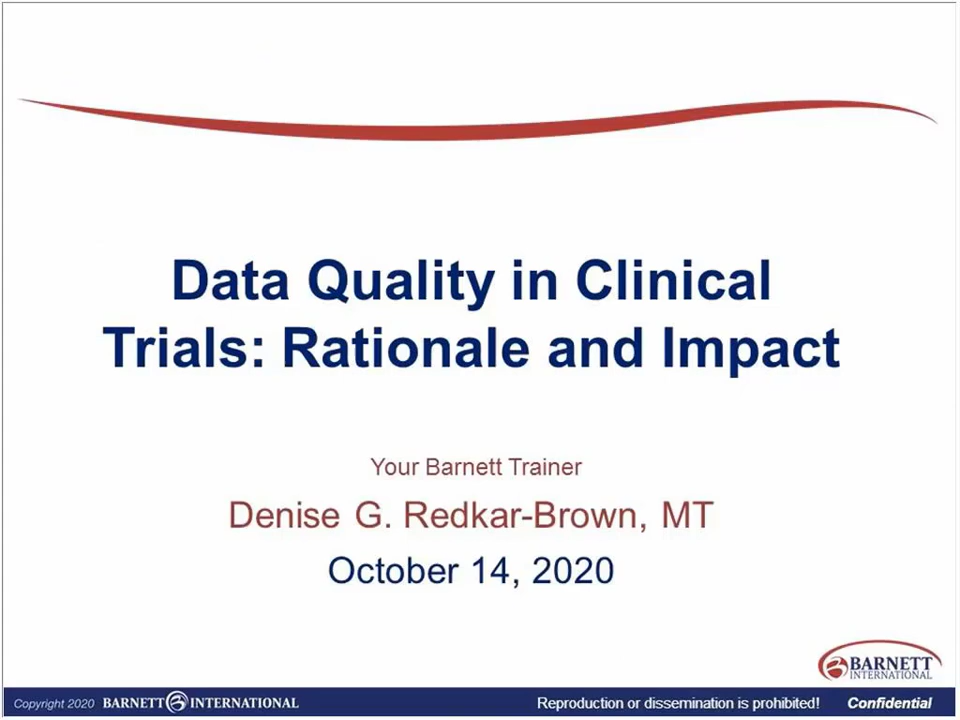 Data Quality in Clinical
Trials: Rationale and Impact
Your Barnett Trainer
Denise G. Redkar-Brown, MT
October 14, 2020
BARNETT
INTERNATIONAL
Copyright 2020 BARNETT INTERNATIONAL Reproduction or dissemination is prohibited! Confidential